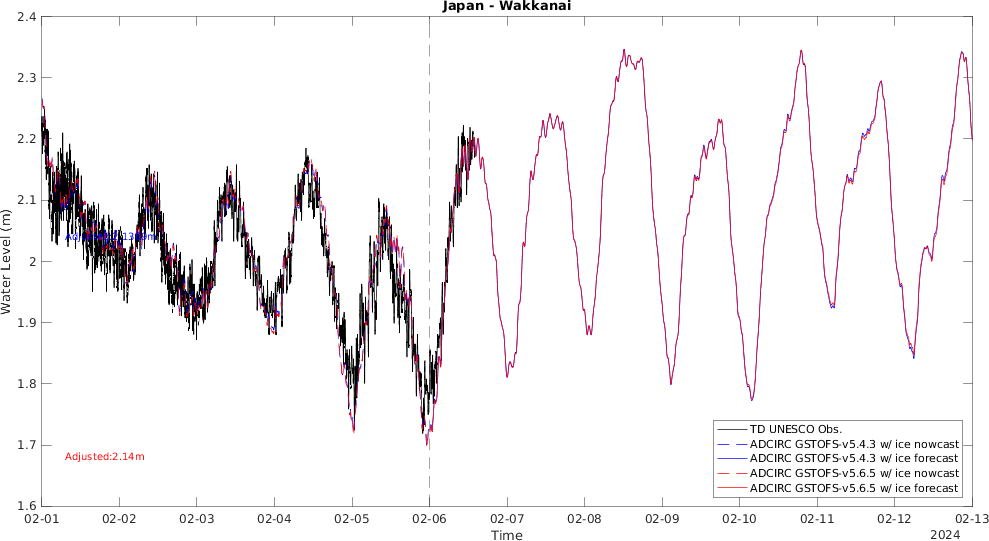 Japan - Wakkanai
2.4
2.3
2.2
2.1
2
1.9
1.8
1.7
1.6
Water Level (m)
Adjusted:2.14m
TD UNESCO Obs.
ADCIRC GSTOFS-v5.4.3 w/ ice nowcast
ADCIRC GSTOFS-v5.4.3 w/ ice forecast
ADCIRC GSTOFS-v5.6.5 w/ ice nowcast
ADCIRC GSTOFS-v5.6.5 w/ ice forecast
02-01 02-02 02-03 02-04 02-05 02-06 02-07 02-08 02-09 02-10 02-11 02-12 02-13
Time
2024